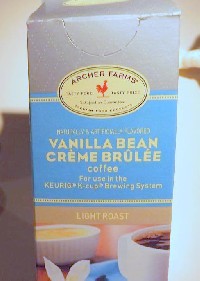 ARCHER FARMS®
NATURALLY & ARTIFICIALLY FLAVORED
VANILLA BEAN
CRÈME BRÛLÉE
coffee
For use in the
KEURIG® K-cup® Brewing System
LIGHT ROAST